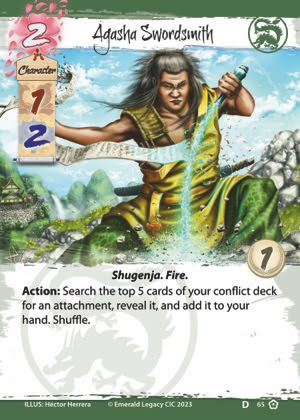 2
Agasha Swordsmith
Character
1
2
1
Shugenja. Fire.
Action: Search the top 5 cards of your conflict deck
for an attachment, reveal it, and add it to your
hand. Shuffle.
ILLUS: Héctor Herrera © Emerald Legacy CIC 2023 D 65